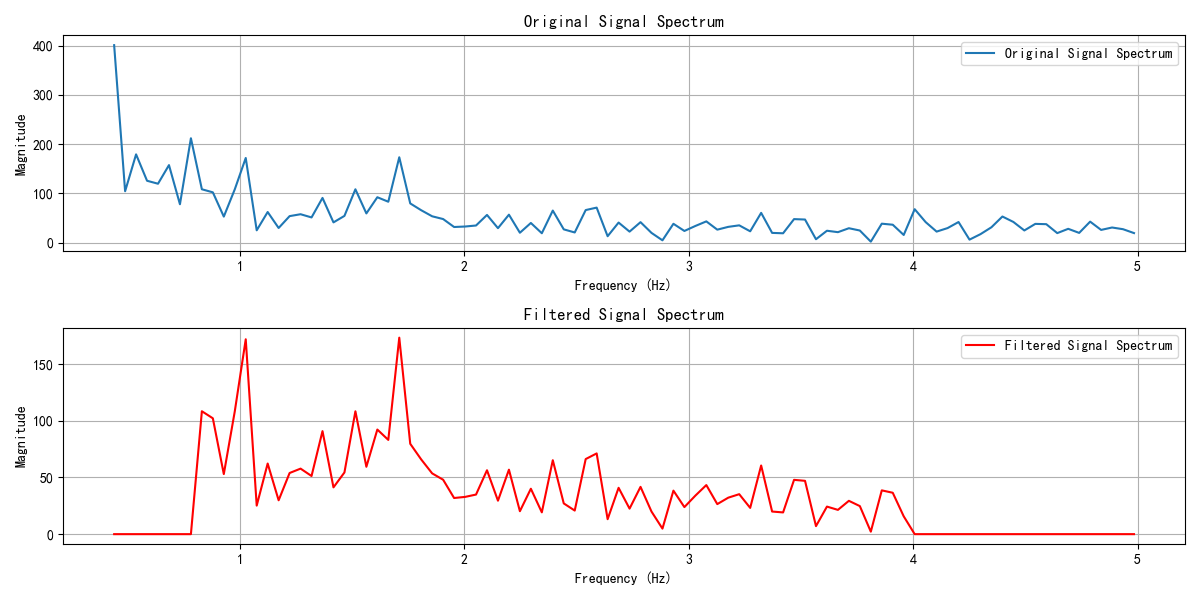 Original Signal Spectrum
Original Signal Spectrum
Magnitude
400
300
200
100
0
1 2 3 4 5
Frequency (Hz)
Filtered Signal Spectrum
Filtered Signal Spectrum
Magnitude
150
100
50
0
1 2 3 4 5
Frequency (Hz)